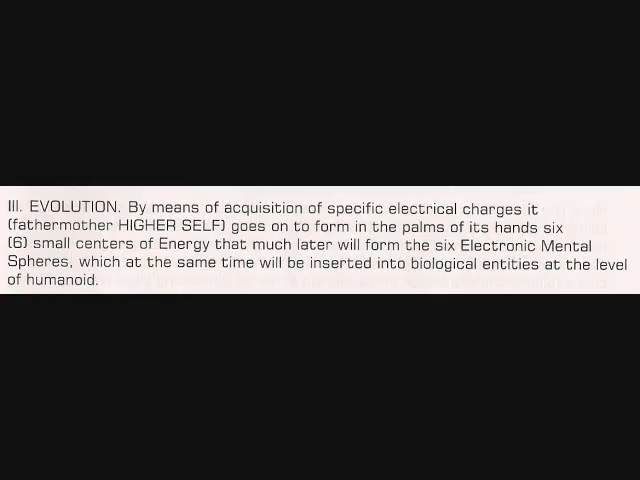 III. EVOLUTION. By means of acquisition of specific electrical charges it
(fathermother HIGHER SELF) goes on to form in the palms of its hands six
(6) small centers of Energy that much later will form the six Electronic Mental
Spheres, which at the same time will be inserted into biological entities at the level
of humanoid.